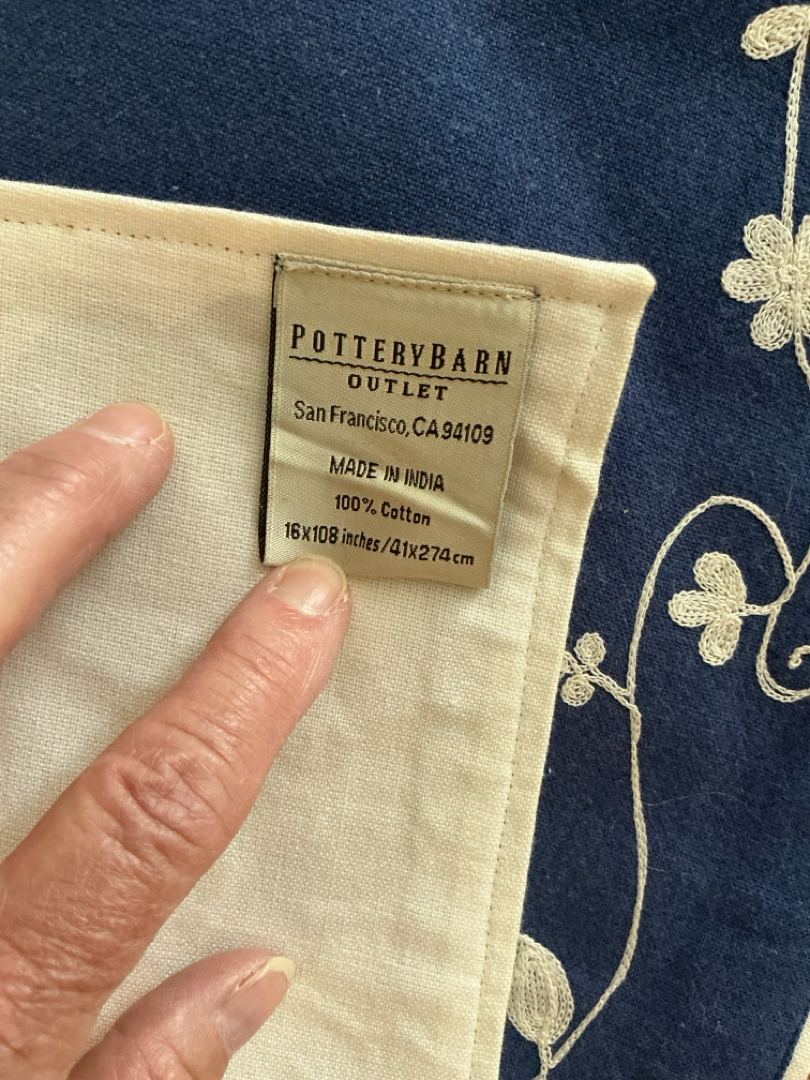 POTTERYBARN
OUTLET
San Francisco, CA 94109
MADE IN INDIA
100% Cotton
16x108 inches/41x274cm